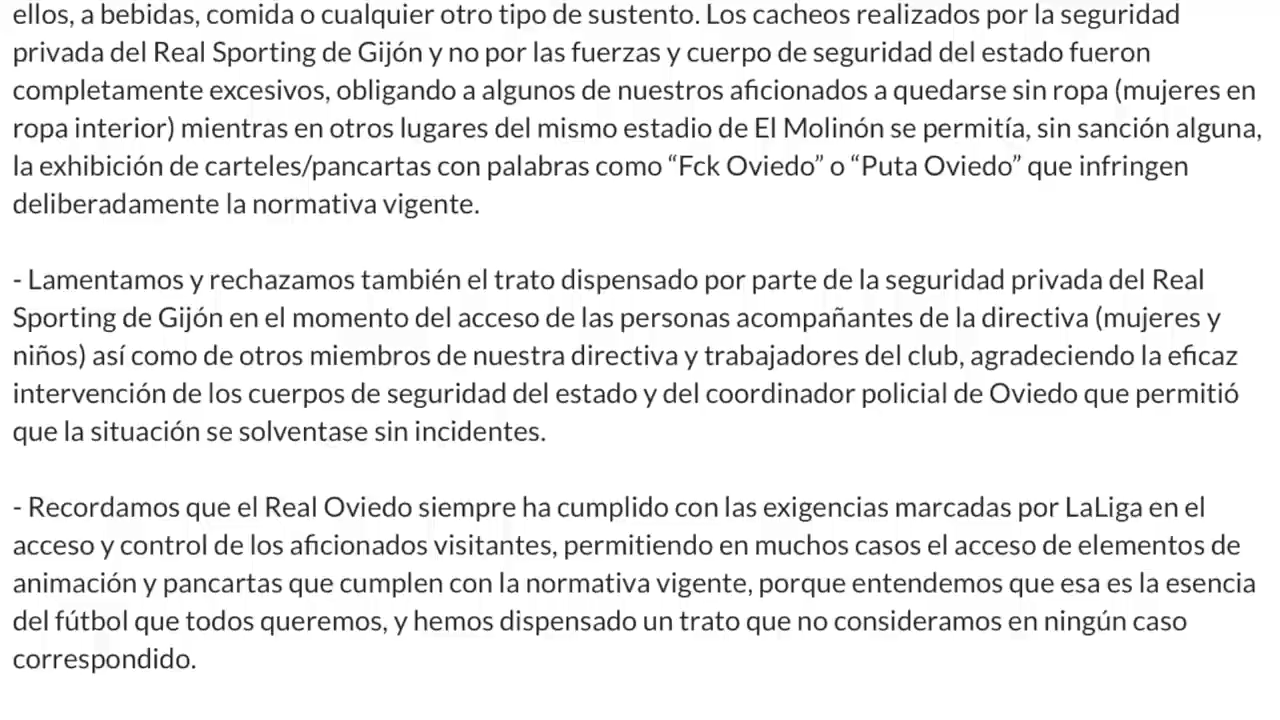 ellos, a bebidas, comida o cualquier otro tipo de sustento. Los cacheos realizados por la seguridad
privada del Real Sporting de Gijón y no por las fuerzas y cuerpo de seguridad del estado fueron
completamente excesivos, obligando a algunos de nuestros aficionados a quedarse sin ropa (mujeres en
ropa interior) mientras en otros lugares del mismo estadio de El Molinón se permitía, sin sanción alguna,
la exhibición de carteles/pancartas con palabras como “Fck Oviedo” o “Puta Oviedo” que infringen
deliberadamente la normativa vigente.
- Lamentamos y rechazamos también el trato dispensado por parte de la seguridad privada del Real
Sporting de Gijón en el momento del acceso de las personas acompañantes de la directiva (mujeres y
niños) así como de otros miembros de nuestra directiva y trabajadores del club, agradeciendo la eficaz
intervención de los cuerpos de seguridad del estado y del coordinador policial de Oviedo que permitió
que la situación se solventase sin incidentes.
- Recordamos que el Real Oviedo siempre ha cumplido con las exigencias marcadas por LaLiga en el
acceso y control de los aficionados visitantes, permitiendo en muchos casos el acceso de elementos de
animación y pancartas que cumplen con la normativa vigente, porque entendemos que esa es la esencia
del fútbol que todos queremos, y hemos dispensado un trato que no consideramos en ningún caso
correspondido.